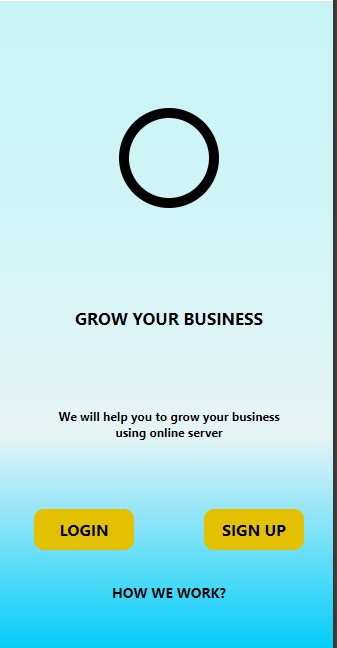 GROW YOUR BUSINESS
We will help you to grow your business
using online server
LOGIN
SIGN UP
HOW WE WORK?